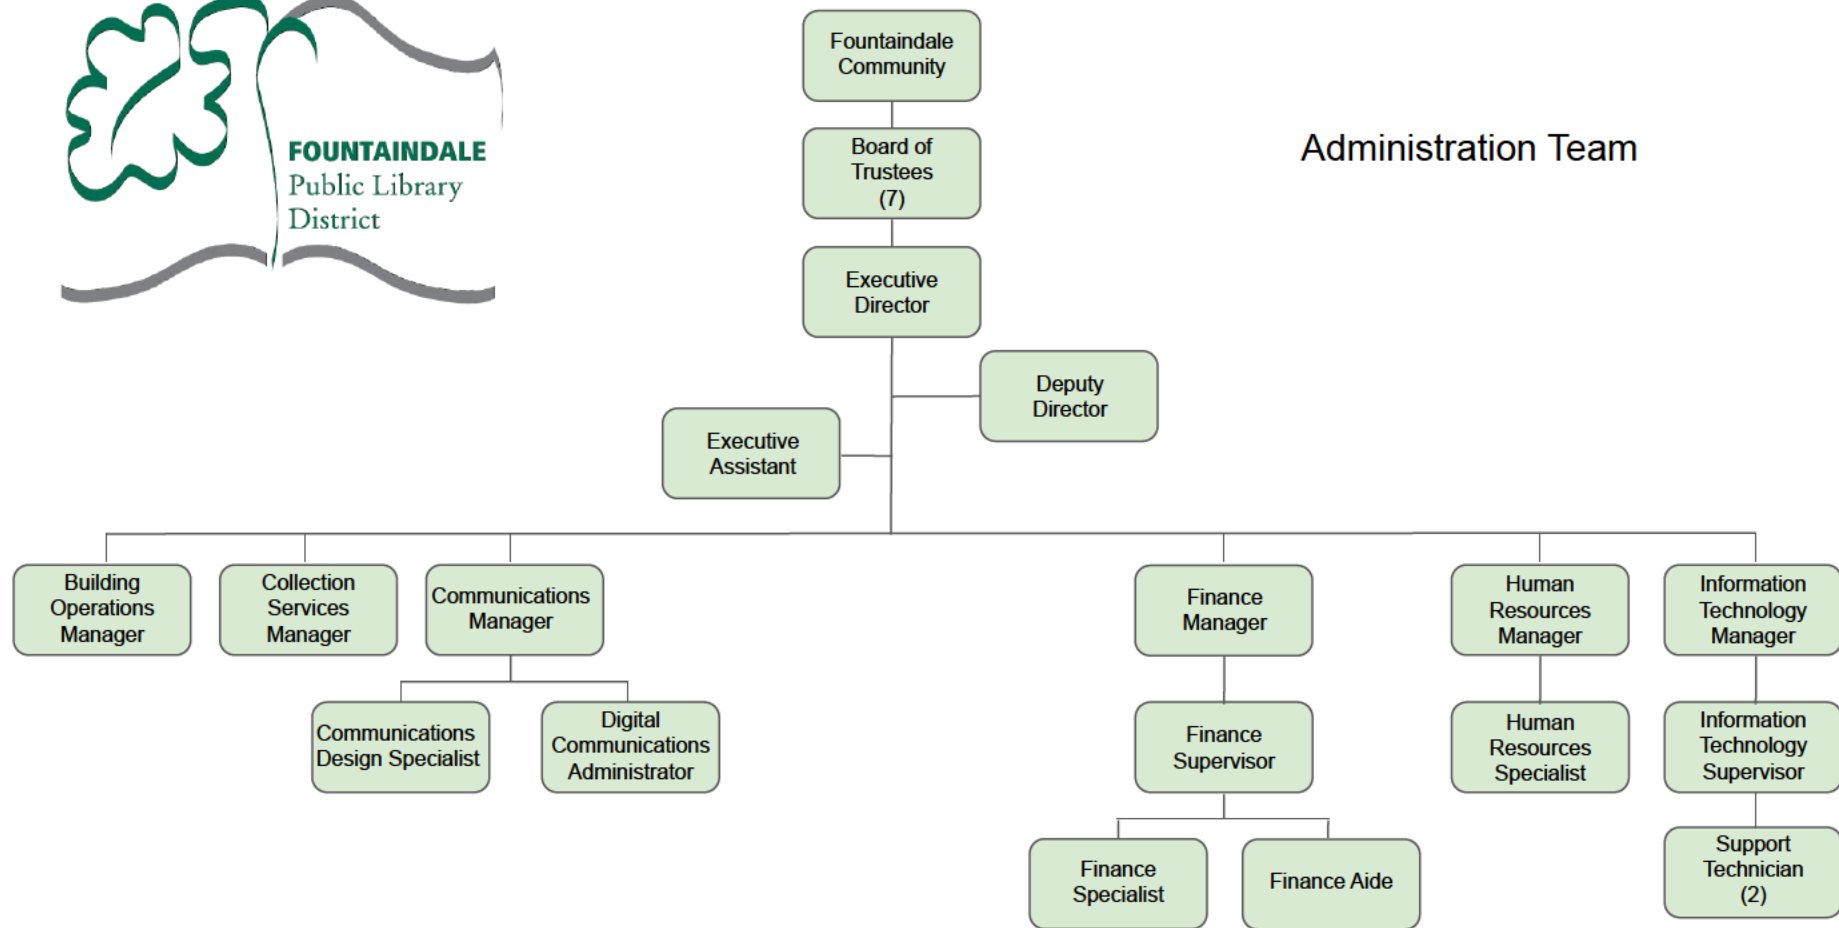 FOUNTAINDALE
Public Library
District
Administration Team
Fountaindale
Community
Board of
Trustees
(7)
Executive
Director
Deputy
Director
Executive
Assistant
Building
Operations
Manager
Collection
Services
Manager
Communications
Manager
Finance
Manager
Human
Resources
Manager
Information
Technology
Manager
Communications
Design Specialist
Digital
Communications
Administrator
Finance
Supervisor
Human
Resources
Specialist
Information
Technology
Supervisor
Finance
Specialist
Finance Aide
Support
Technician
(2)